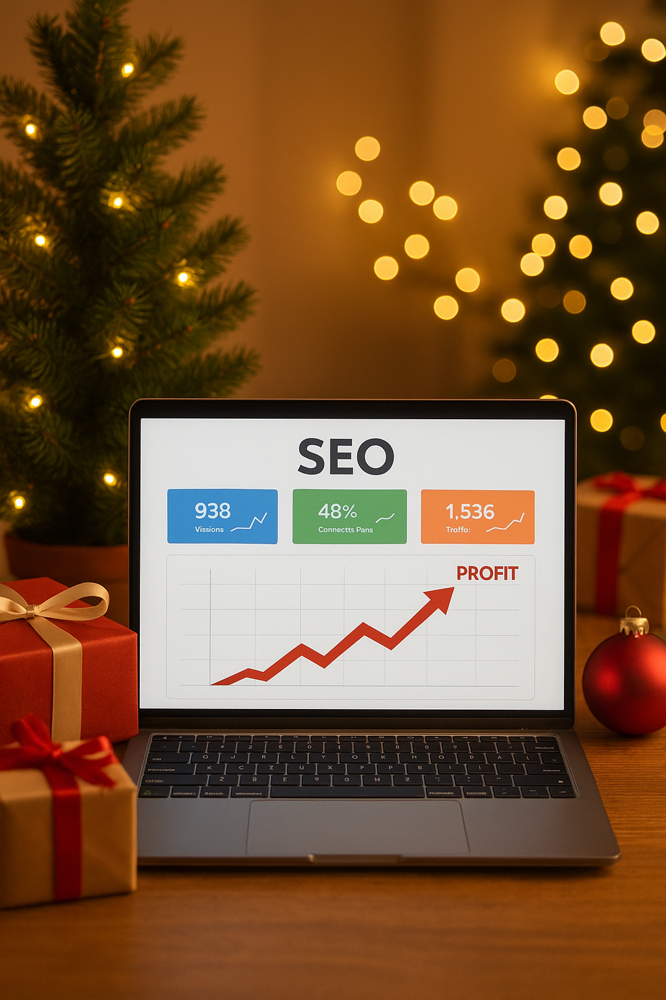 SEO
938
Vissions
48%
Connectts Pans
1,536
Traffo:
PROFIT